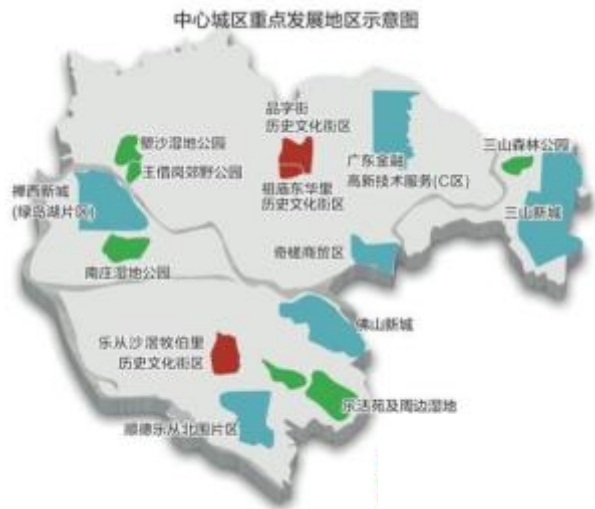 中心城区重点发展地区示意图
品字街
历史文化街区
墅沙湿地公园
王借岗郊野公园
三山森林公园
广东金融
高新技术服务(C区)
祖庙东华里
历史文化街区
禅西新城
(绿岛湖片区)
三山新城
奇槎商贸区
南庄湿地公园
佛山新城
乐从沙滘牧伯里
历史文化街区
乐活苑及周边湿地
顺德乐从北围片区